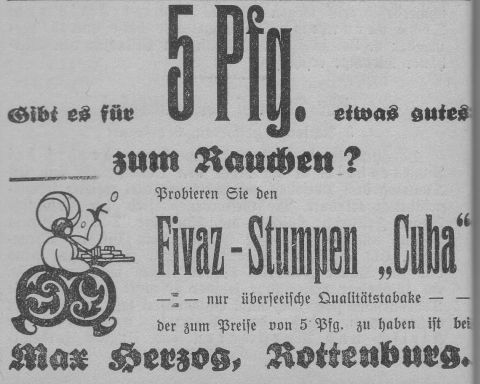 Gibt es für 5 Pfg. etwas gutes
zum Rauchen?
Probieren Sie den
Fivaz-Stumpen „Cuba“
— nur überseeische Qualitätstabake — —
der zum Preise von 5 Pfg. zu haben ist bei
Max Herzog, Rottenburg.